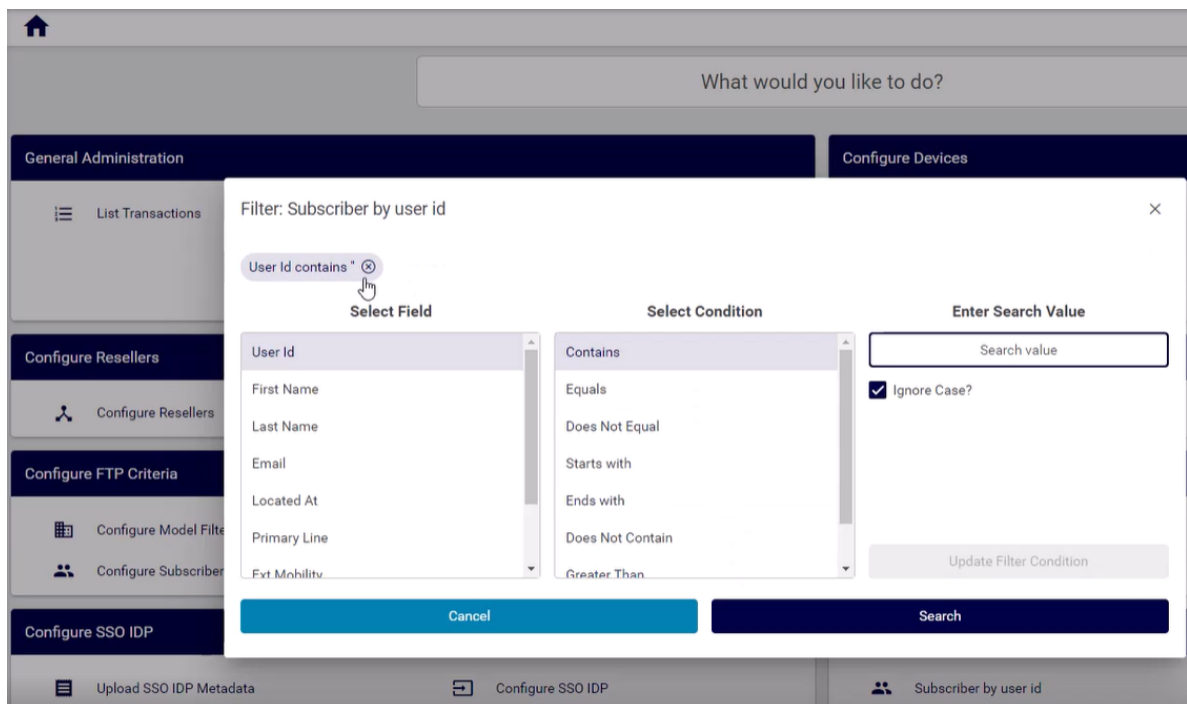 What would you like to do?
General Administration
Configure Devices
List Transactions
Filter: Subscriber by user id
User Id contains "
Select Field
Select Condition
Enter Search Value
User Id
First Name
Last Name
Email
Located At
Primary Line
Ext Mobility
Contains
Equals
Does Not Equal
Starts with
Ends with
Does Not Contain
Greater Than
Search value
Ignore Case?
Update Filter Condition
Cancel
Search
Configure Resellers
Configure Resellers
Configure FTP Criteria
Configure Model Filte
Configure Subscriber
Configure SSO IDP
Upload SSO IDP Metadata
Configure SSO IDP
Subscriber by user id